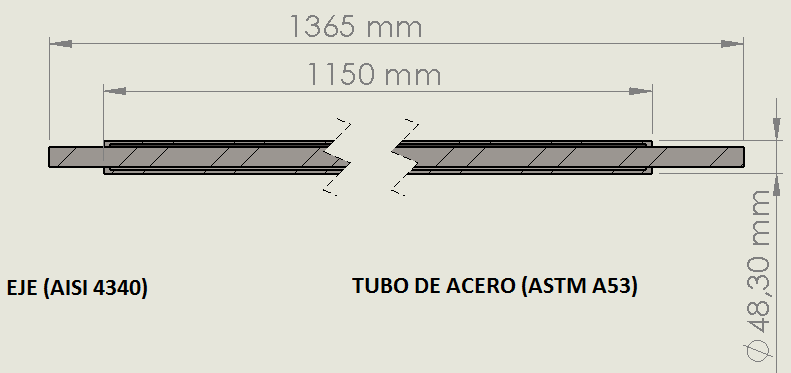 1365 mm
1150 mm
EJE (AISI 4340)
TUBO DE ACERO (ASTM A53)
∅ 48,30 mm